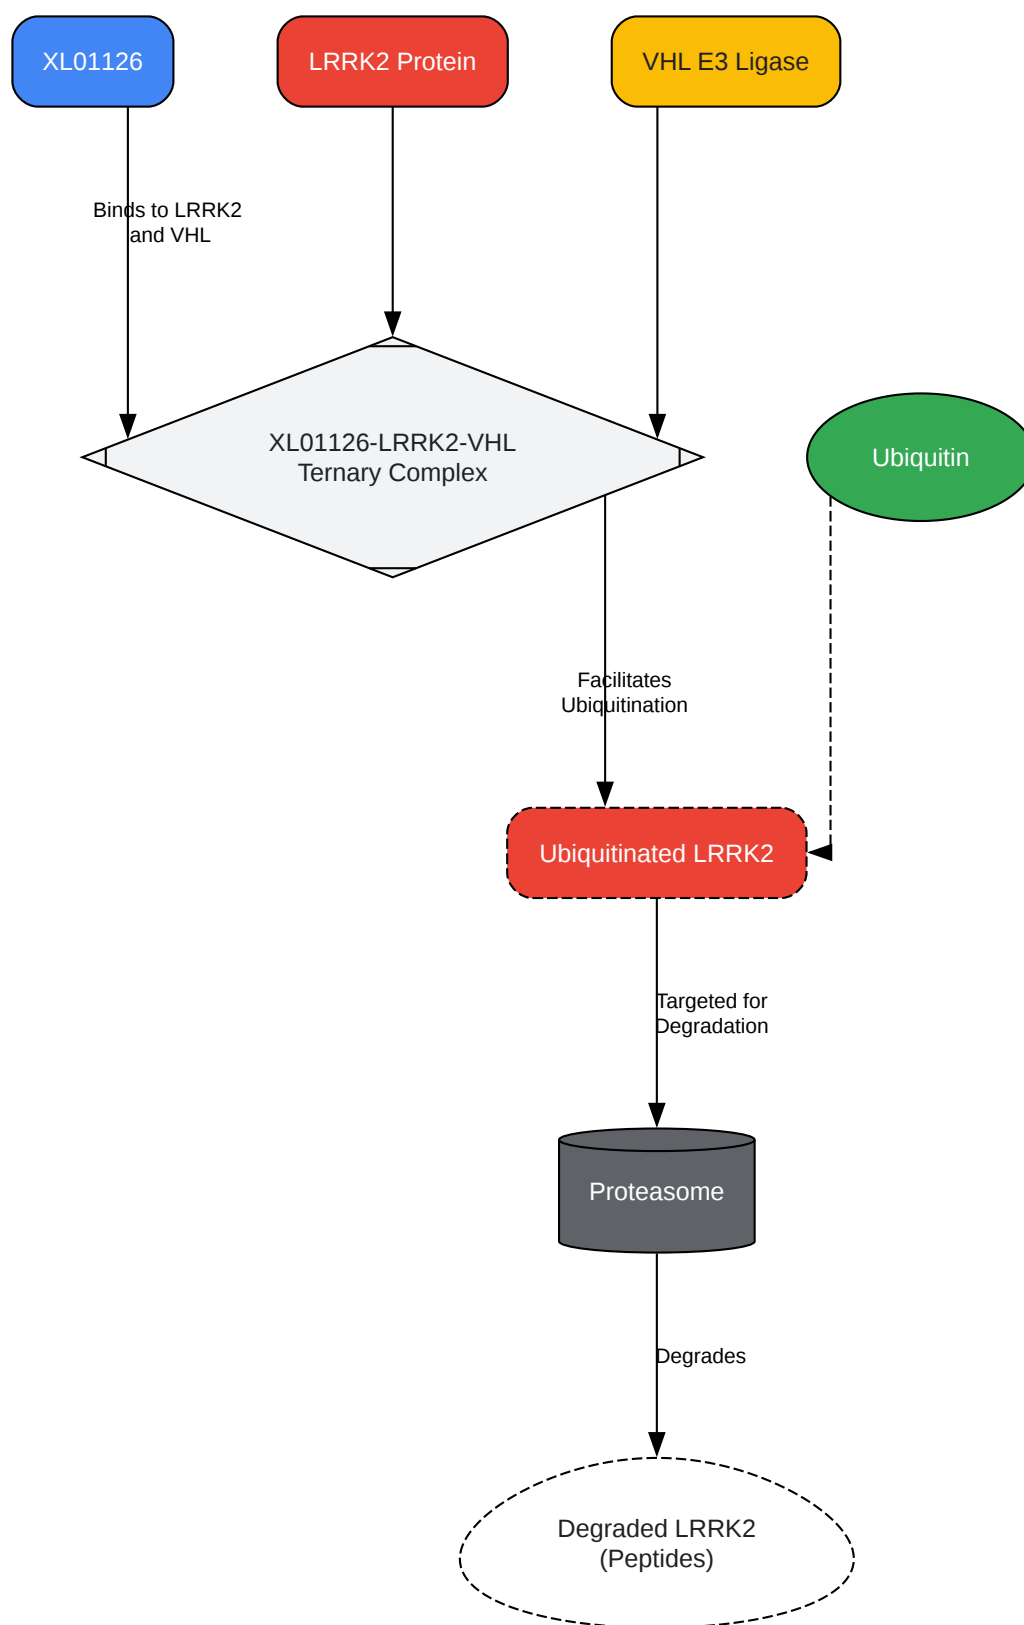 XL01126
LRRK2 Protein
VHL E3 Ligase
Binds to LRRK2
and VHL
XL01126-LRRK2-VHL
Ternary Complex
Ubiquitin
Facilitates
Ubiquitination
Ubiquitinated LRRK2
Targeted for
Degradation
Proteasome
Degrades
Degraded LRRK2
(Peptides)